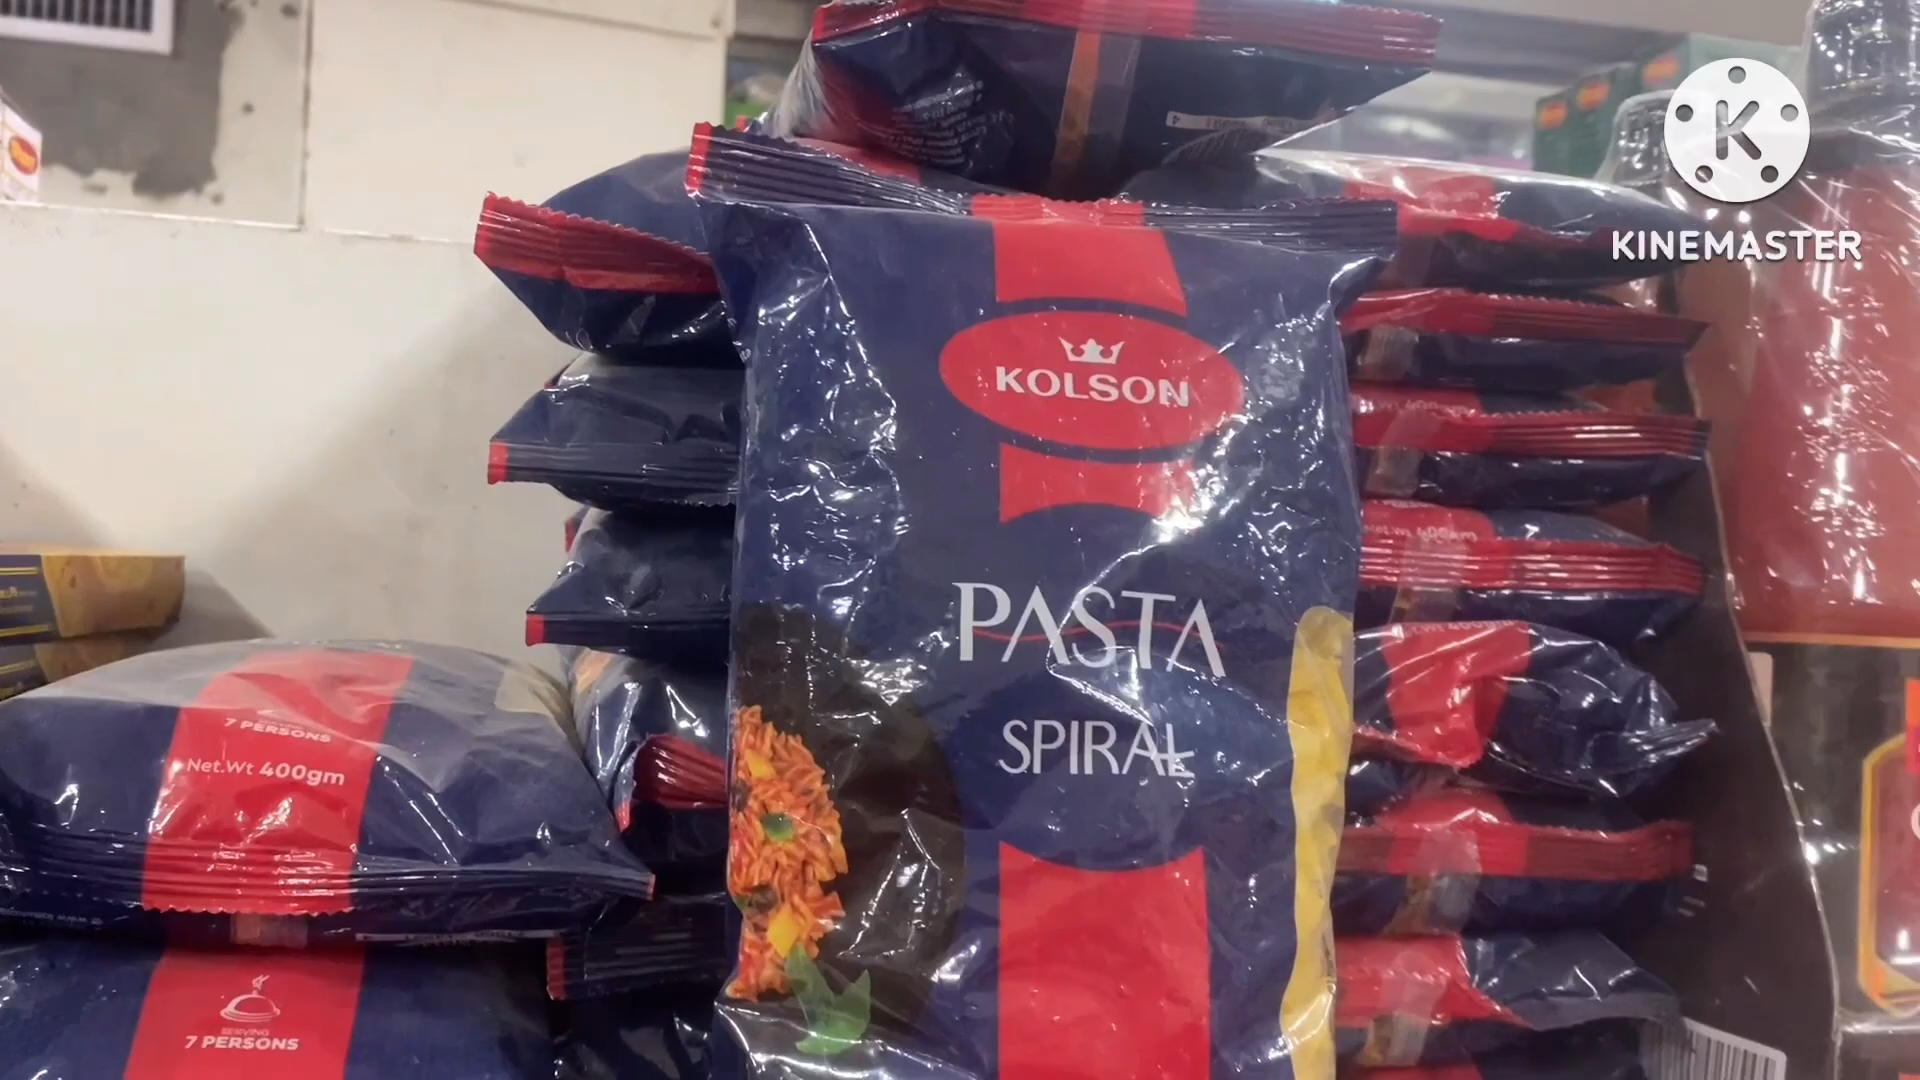 KINEMASTER
KOLSON
PASTA
SPIRAL
7 PERSONS
Net.Wt 400gm
SERVING
7 PERSONS